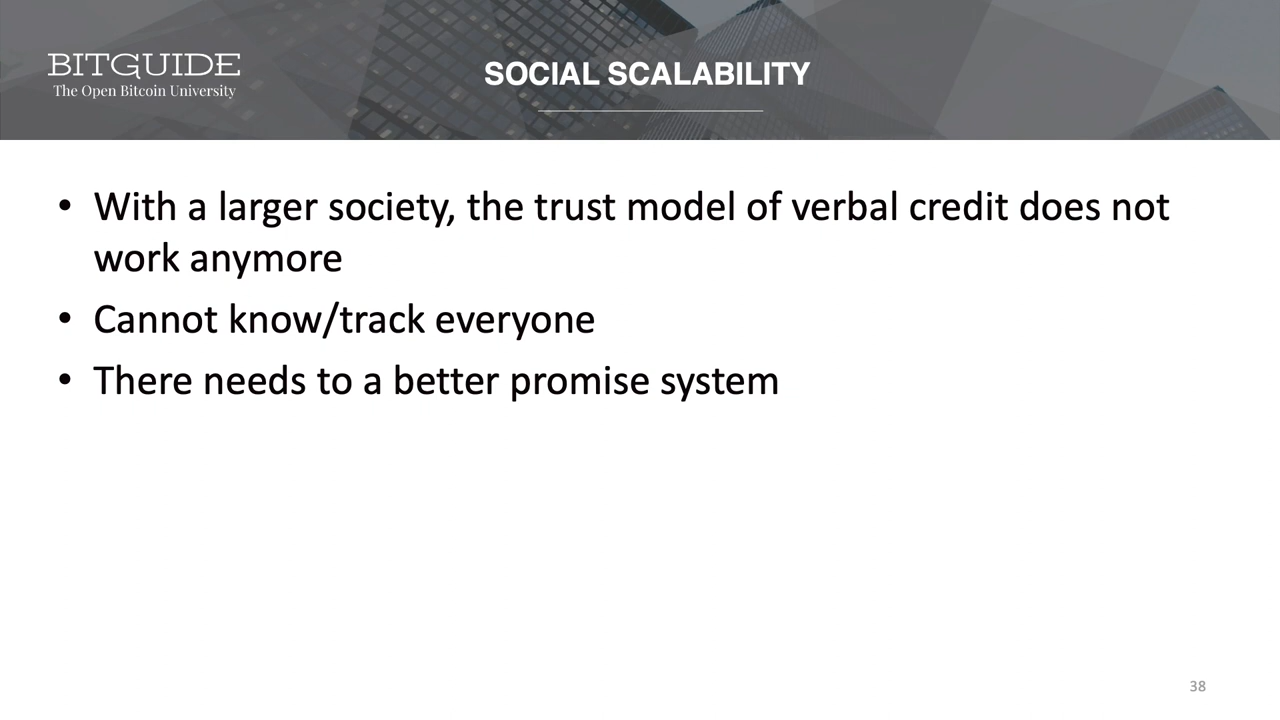 BITGUIDE
The Open Bitcoin University
SOCIAL SCALABILITY
• With a larger society, the trust model of verbal credit does not
work anymore
• Cannot know/track everyone
• There needs to a better promise system
38